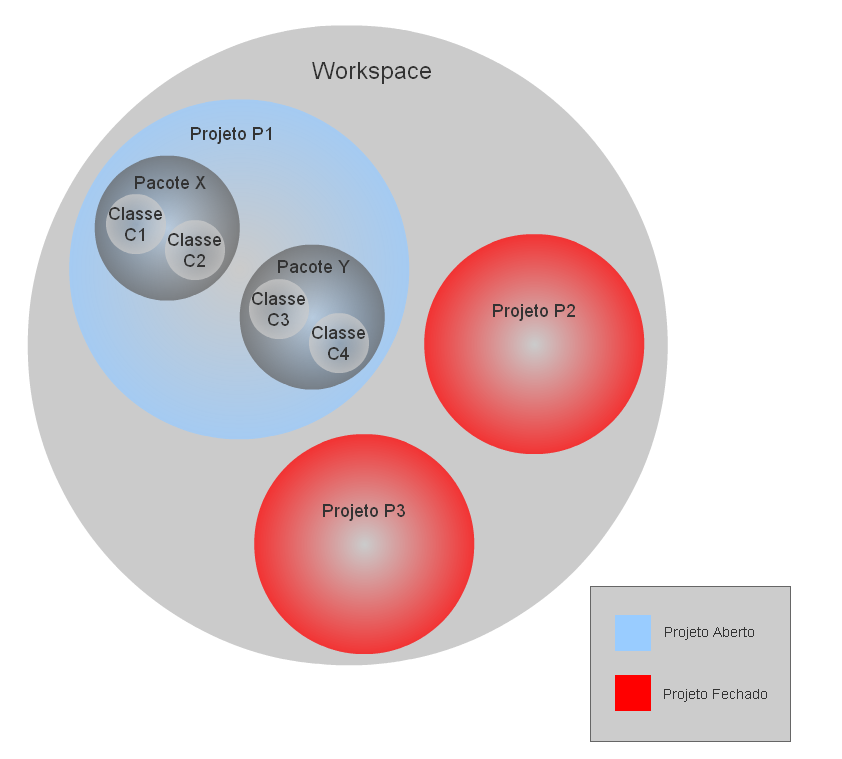 Workspace
Projeto P1
Pacote X
Classe
C1
Classe
C2
Pacote Y
Classe
C3
Classe
C4
Projeto P2
Projeto P3
Projeto Aberto
Projeto Fechado